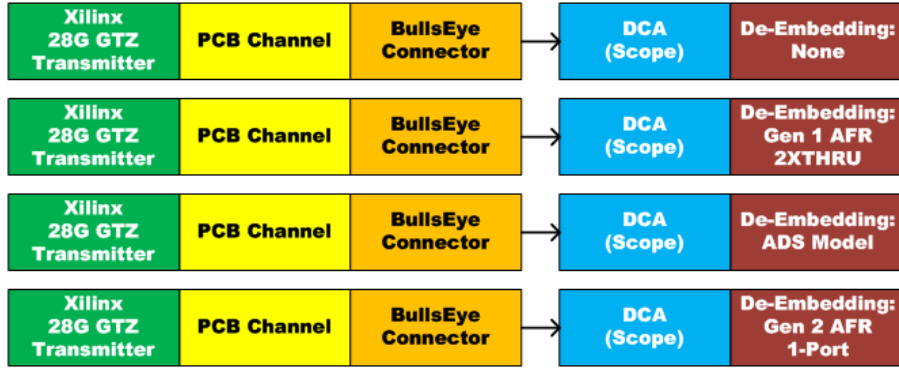 Xilinx
28G GTZ
Transmitter
PCB Channel
BullsEye
Connector
DCA
(Scope)
De-Embedding:
None
Xilinx
28G GTZ
Transmitter
PCB Channel
BullsEye
Connector
DCA
(Scope)
De-Embedding:
Gen 1 AFR
2XTHRU
Xilinx
28G GTZ
Transmitter
PCB Channel
BullsEye
Connector
DCA
(Scope)
De-Embedding:
ADS Model
Xilinx
28G GTZ
Transmitter
PCB Channel
BullsEye
Connector
DCA
(Scope)
De-Embedding:
Gen 2 AFR
1-Port